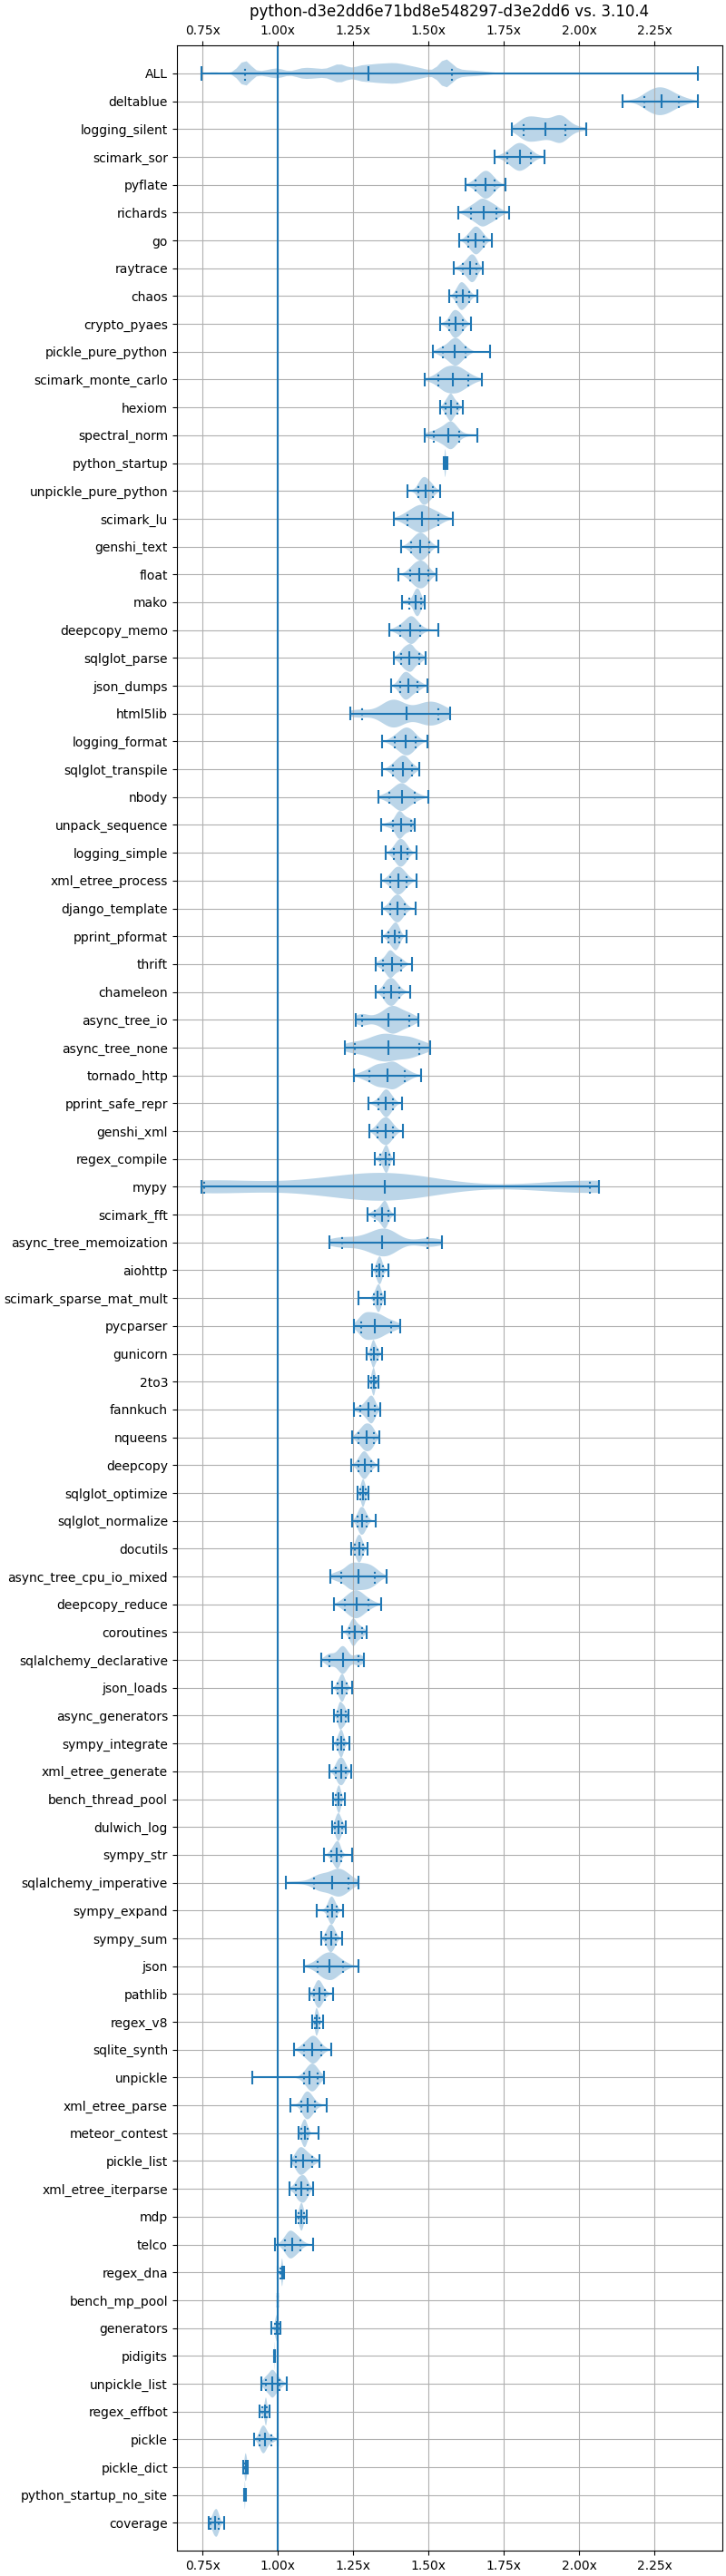 python-d3e2dd6e71bd8e548297-d3e2dd6 vs. 3.10.4
0.75x 1.00x 1.25x 1.50x 1.75x 2.00x 2.25x
ALL
deltablue
logging_silent
scimark_sor
pyflate
richards
go
raytrace
chaos
crypto_pyaes
pickle_pure_python
scimark_monte_carlo
hexiom
spectral_norm
python_startup
unpickle_pure_python
scimark_lu
genshi_text
float
mako
deepcopy_memo
sqlglot_parse
json_dumps
html5lib
logging_format
sqlglot_transpile
nbody
unpack_sequence
logging_simple
xml_etree_process
django_template
pprint_pformat
thrift
chameleon
async_tree_io
async_tree_none
tornado_http
pprint_safe_repr
genshi_xml
regex_compile
mypy
scimark_fft
async_tree_memoization
aiohttp
scimark_sparse_mat_mult
pycparser
gunicorn
2to3
fannkuch
nqueens
deepcopy
sqlglot_optimize
sqlglot_normalize
docutils
async_tree_cpu_io_mixed
deepcopy_reduce
coroutines
sqlalchemy_declarative
json_loads
async_generators
sympy_integrate
xml_etree_generate
bench_thread_pool
dulwich_log
sympy_str
sqlalchemy_imperative
sympy_expand
sympy_sum
json
pathlib
regex_v8
sqlite_synth
unpickle
xml_etree_parse
meteor_contest
pickle_list
xml_etree_iterparse
mdp
telco
regex_dna
bench_mp_pool
generators
pidigits
unpickle_list
regex_effbot
pickle
pickle_dict
python_startup_no_site
coverage
0.75x 1.00x 1.25x 1.50x 1.75x 2.00x 2.25x